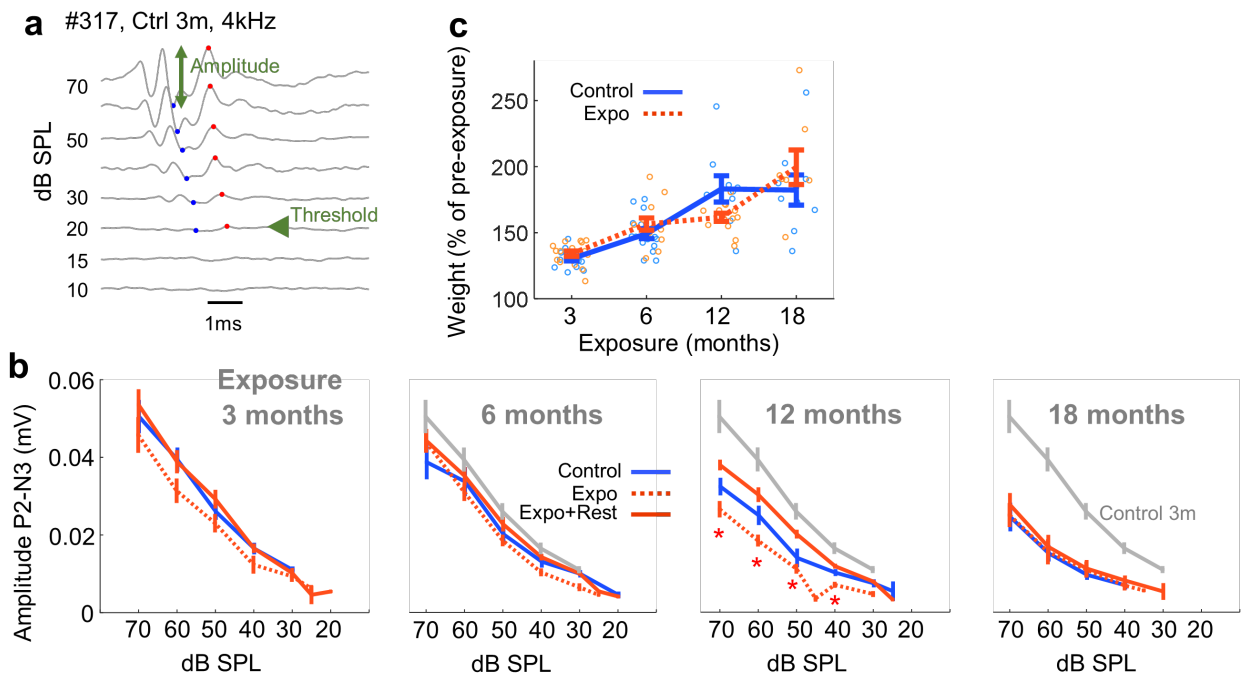 a
#317, Ctrl 3m, 4kHz
Amplitude
70
50
dB SPL
30
Threshold
20
15
10
1ms
c
Weight (% of pre-exposure)
250
200
150
100
Control
Expo
3 6 12 18
Exposure (months)
b
Amplitude P2-N3 (mV)
0.06
0.04
0.02
0
Exposure
3 months
70 60 50 40 30 20
dB SPL
6 months
Control
Expo
Expo+Rest
70 60 50 40 30 20
dB SPL
12 months
*
*
*
*
70 60 50 40 30 20
dB SPL
18 months
Control 3m
70 60 50 40 30 20
dB SPL